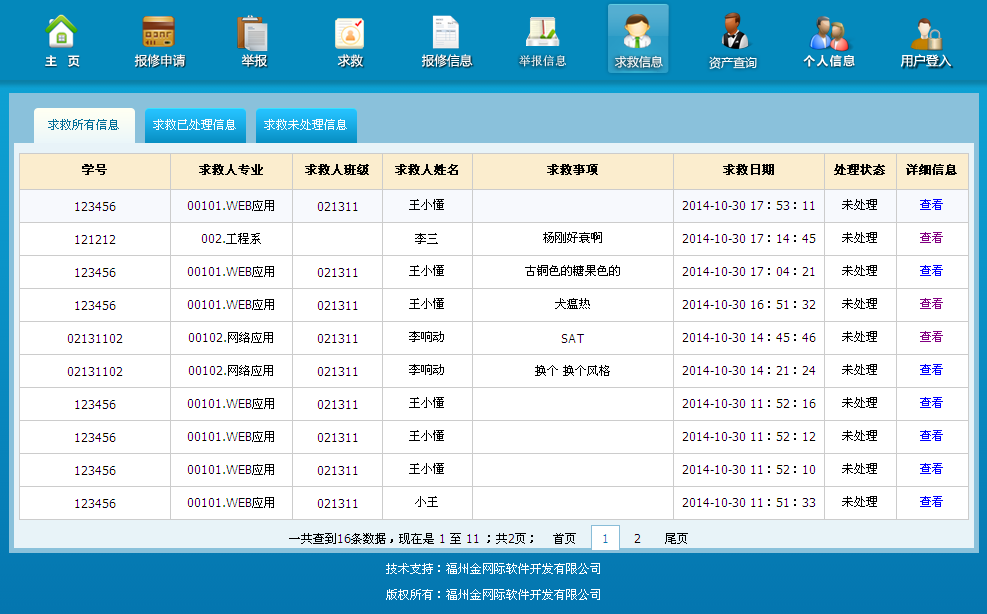 主 页 报修申请 举报 求救 报修信息 举报信息 求救信息 资产查询 个人信息 用户登入
求救所有信息 求救已处理信息 求救未处理信息
学号 求救人专业 求救人班级 求救人姓名 求救事项 求救日期 处理状态 详细信息
123456 00101.WEB应用 021311 王小懂 2014-10-30 17：53：11 未处理 查看
121212 002.工程系 李三 杨刚好衰啊 2014-10-30 17：14：45 未处理 查看
123456 00101.WEB应用 021311 王小懂 古铜色的糖果色的 2014-10-30 17：04：21 未处理 查看
123456 00101.WEB应用 021311 王小懂 犬瘟热 2014-10-30 16：51：32 未处理 查看
02131102 00102.网络应用 021311 李响动 SAT 2014-10-30 14：45：46 未处理 查看
02131102 00102.网络应用 021311 李响动 换个 换个风格 2014-10-30 14：21：24 未处理 查看
123456 00101.WEB应用 021311 王小懂 2014-10-30 11：52：16 未处理 查看
123456 00101.WEB应用 021311 王小懂 2014-10-30 11：52：12 未处理 查看
123456 00101.WEB应用 021311 王小懂 2014-10-30 11：52：10 未处理 查看
123456 00101.WEB应用 021311 小王 2014-10-30 11：51：33 未处理 查看
一共查到16条数据，现在是 1 至 11 ；共2页； 首页 1 2 尾页
技术支持：福州金网际软件开发有限公司
版权所有：福州金网际软件开发有限公司